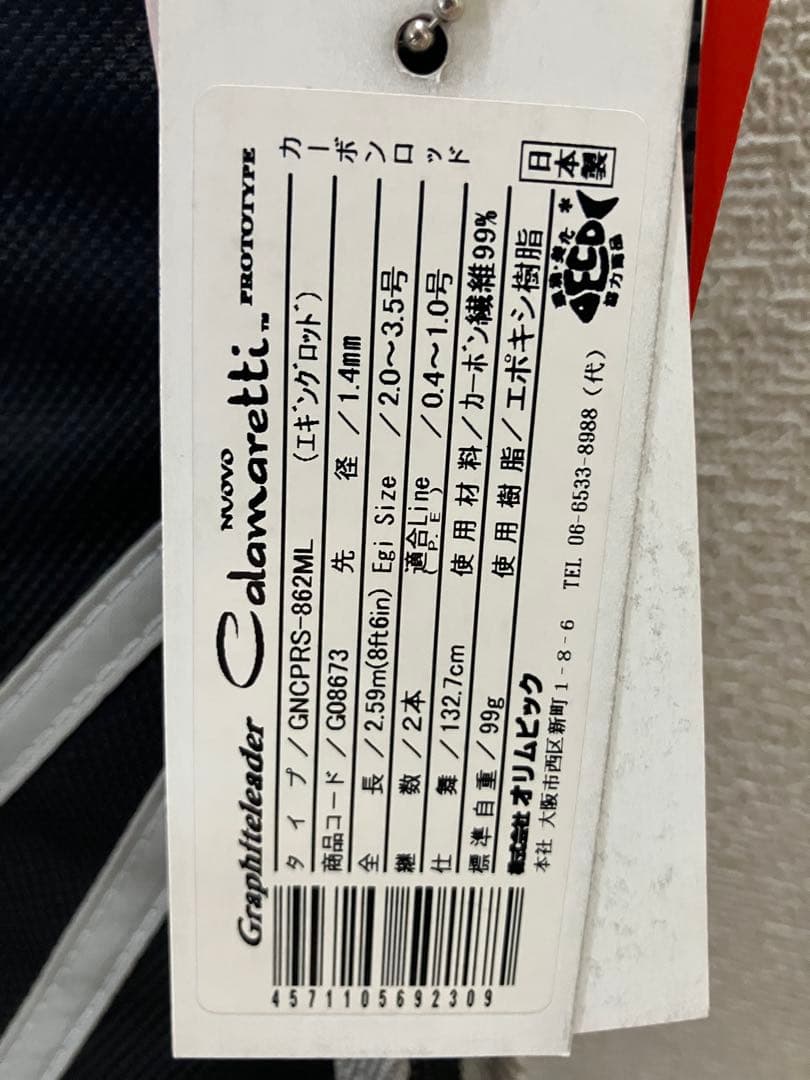 Graphiteleader NUOVO Calamaretti™ PROTOTYPE
カーボンロッド
タイプ/GNCPRS-862ML (エギングロッド)
商品コード/G08673 先径/1.4mm
全長/2.59m(8ft6in) Egi Size/2.0～3.5号
継数/2本 適合Line(P.E)/0.4～1.0号
仕舞/132.7cm 使用材料/カーボン繊維99%
標準自重/99g 使用樹脂/エポキシ樹脂
株式会社オリムピック
本社 大阪市西区新町1-8-6 TEL 06-6533-8988(代)
日本製
ECO
協力商品
4571105692309